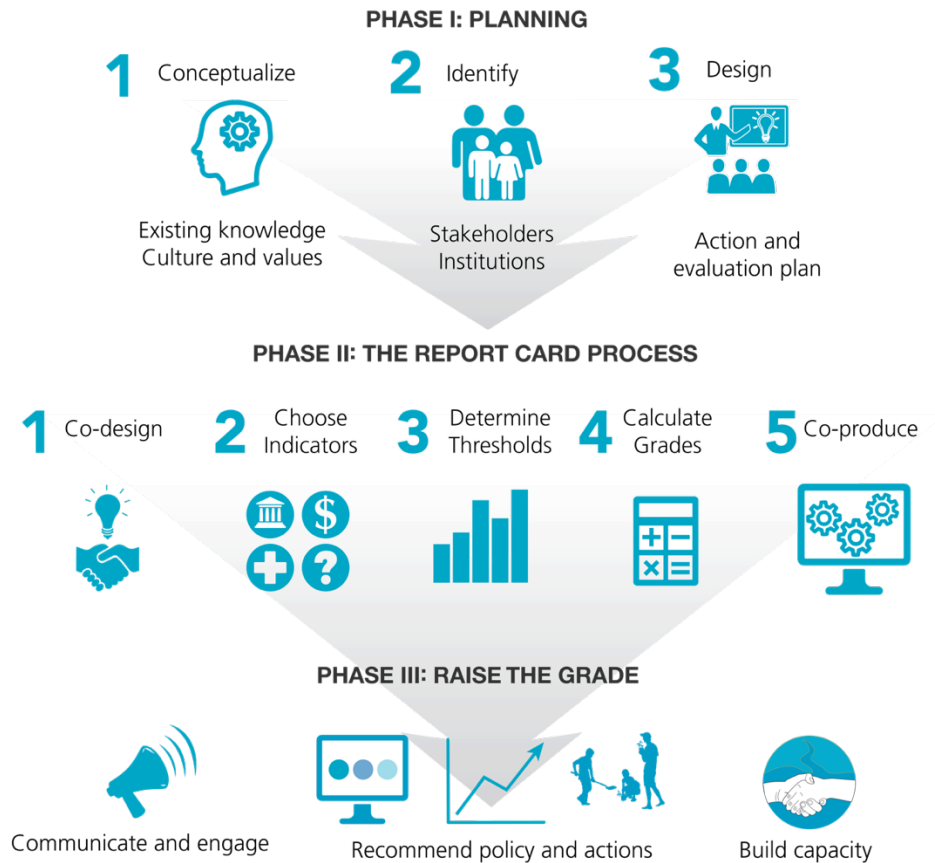 PHASE I: PLANNING
1 Conceptualize
2 Identify
3 Design
Existing knowledge
Culture and values
Stakeholders
Institutions
Action and
evaluation plan
PHASE II: THE REPORT CARD PROCESS
1 Co-design
2 Choose
Indicators
3 Determine
Thresholds
4 Calculate
Grades
5 Co-produce
$
?
PHASE III: RAISE THE GRADE
Communicate and engage
Recommend policy and actions
Build capacity